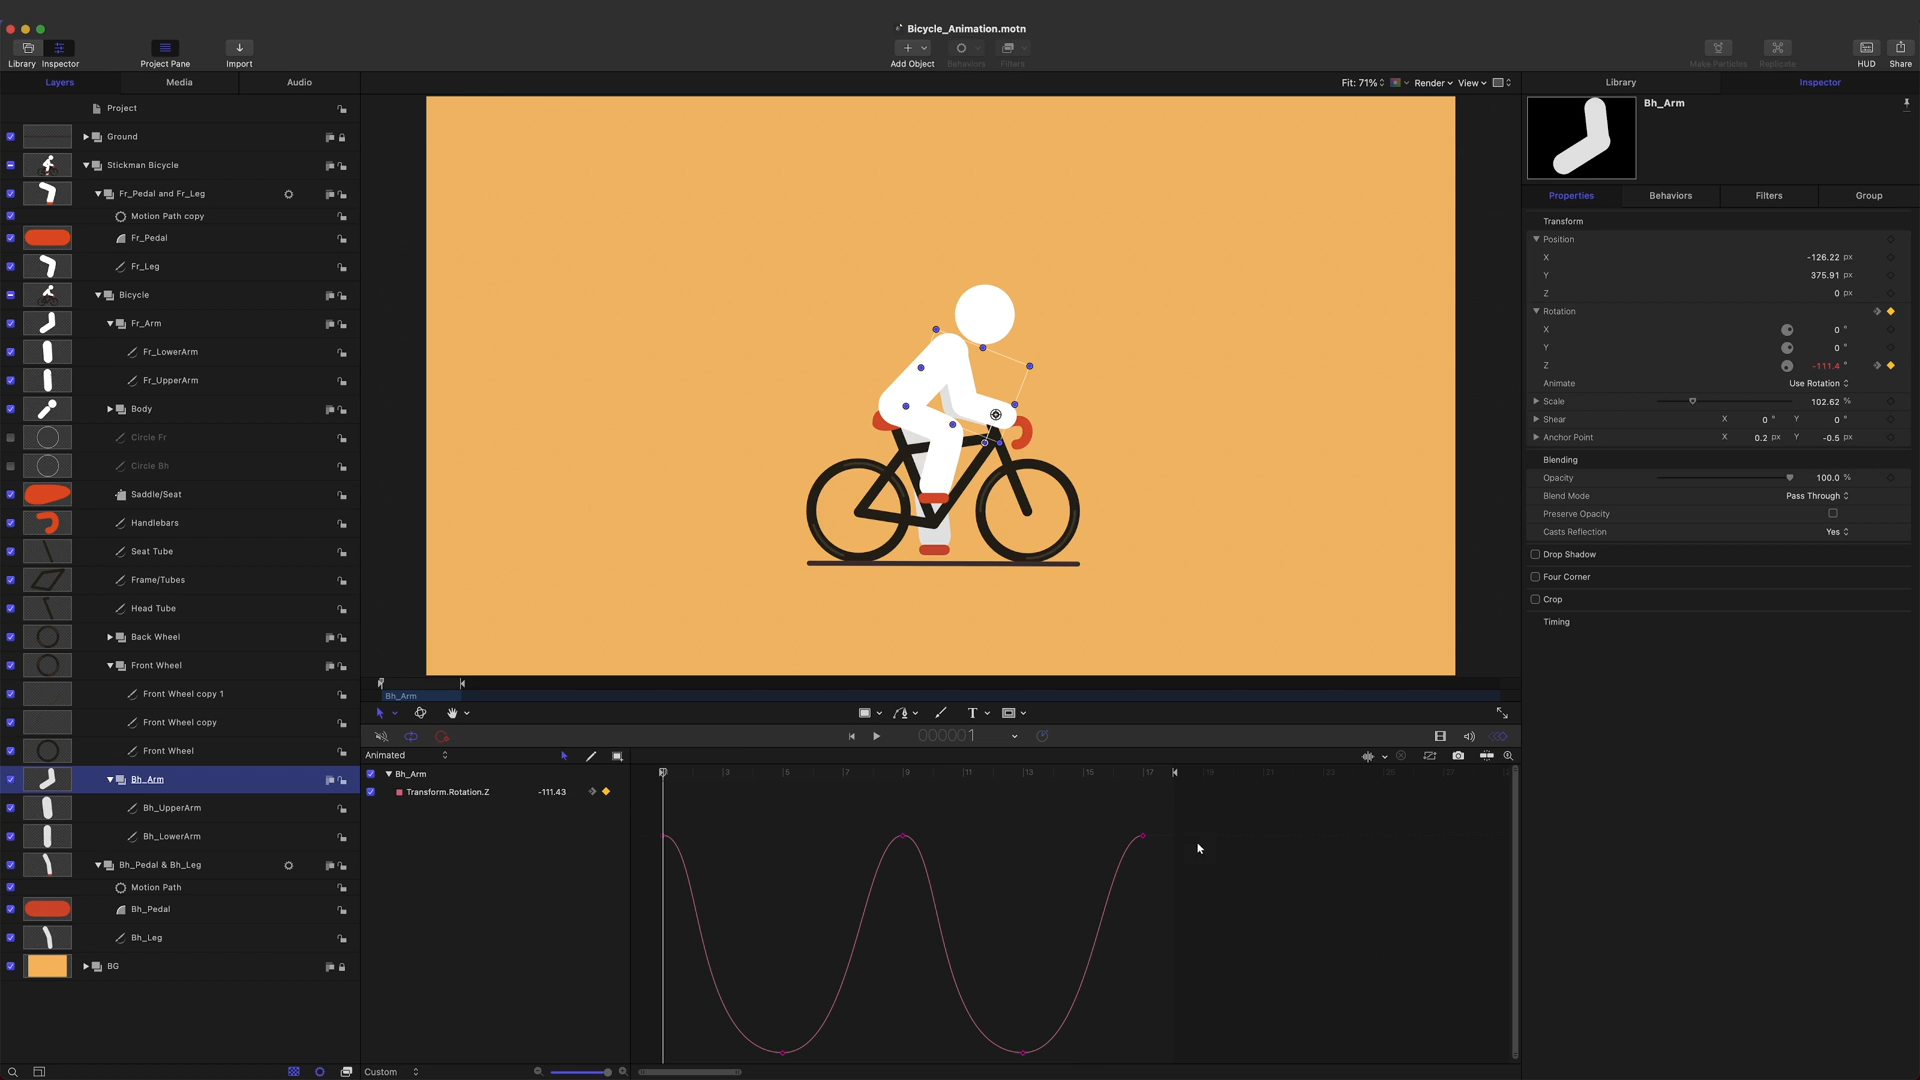 Bicycle_Animation.motn
Library
Inspector
Project Pane
Import
Add Object
Behaviors
Filters
Make Particles
Replicate
HUD
Share
Layers
Media
Audio
Fit: 71%
Render
View
Library
Inspector
Project
Ground
Stickman Bicycle
Fr_Pedal and Fr_Leg
Motion Path copy
Fr_Pedal
Fr_Leg
Bicycle
Fr_Arm
Fr_LowerArm
Fr_UpperArm
Body
Circle Fr
Circle Bh
Saddle/Seat
Handlebars
Seat Tube
Frame/Tubes
Head Tube
Back Wheel
Front Wheel
Front Wheel copy 1
Front Wheel copy
Front Wheel
Bh_Arm
Bh_UpperArm
Bh_LowerArm
Bh_Pedal & Bh_Leg
Motion Path
Bh_Pedal
Bh_Leg
BG
Bh_Arm
Properties
Behaviors
Filters
Group
Transform
Position
X -126.22 px
Y 375.91 px
Z 0 px
Rotation
X 0 °
Y 0 °
Z -111.4 °
Animate Use Rotation
Scale 102.62 %
Shear X 0 ° Y 0 °
Anchor Point X 0.2 px Y -0.5 px
Blending
Opacity 100.0 %
Blend Mode Pass Through
Preserve Opacity
Casts Reflection Yes
Drop Shadow
Four Corner
Crop
Timing
Bh_Arm
T
000001
Animated
Bh_Arm
Transform.Rotation.Z -111.43
3 5 7 9 11 13 15 17 19 21 23 25 27
Custom